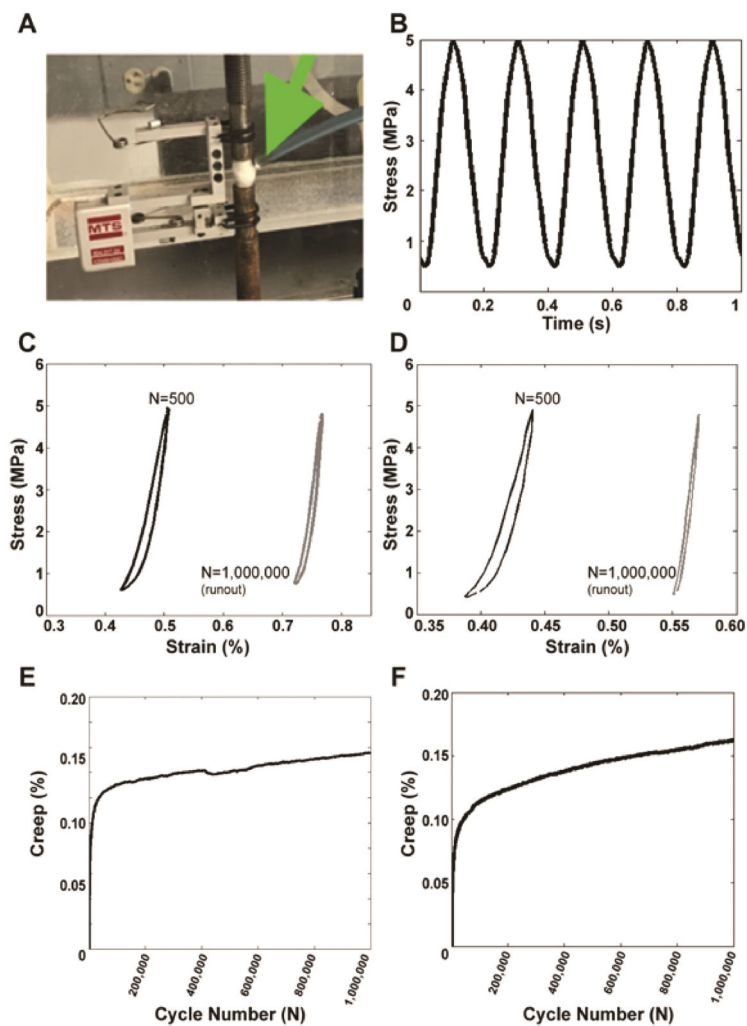 A
MTS
B
Stress (MPa)
5
4
3
2
1
0
0.2
0.4
0.6
0.8
1
Time (s)
C
Stress (MPa)
6
5
4
3
2
1
0
N=500
N=1,000,000
(runout)
0.3
0.4
0.5
0.6
0.7
0.8
Strain (%)
D
Stress (MPa)
6
5
4
3
2
1
0
N=500
N=1,000,000
(runout)
0.35
0.40
0.45
0.50
0.55
0.60
Strain (%)
E
Creep (%)
0.20
0.15
0.10
0.05
0
200,000
400,000
600,000
800,000
1,000,000
Cycle Number (N)
F
Creep (%)
0.20
0.15
0.10
0.05
0
200,000
400,000
600,000
800,000
1,000,000
Cycle Number (N)